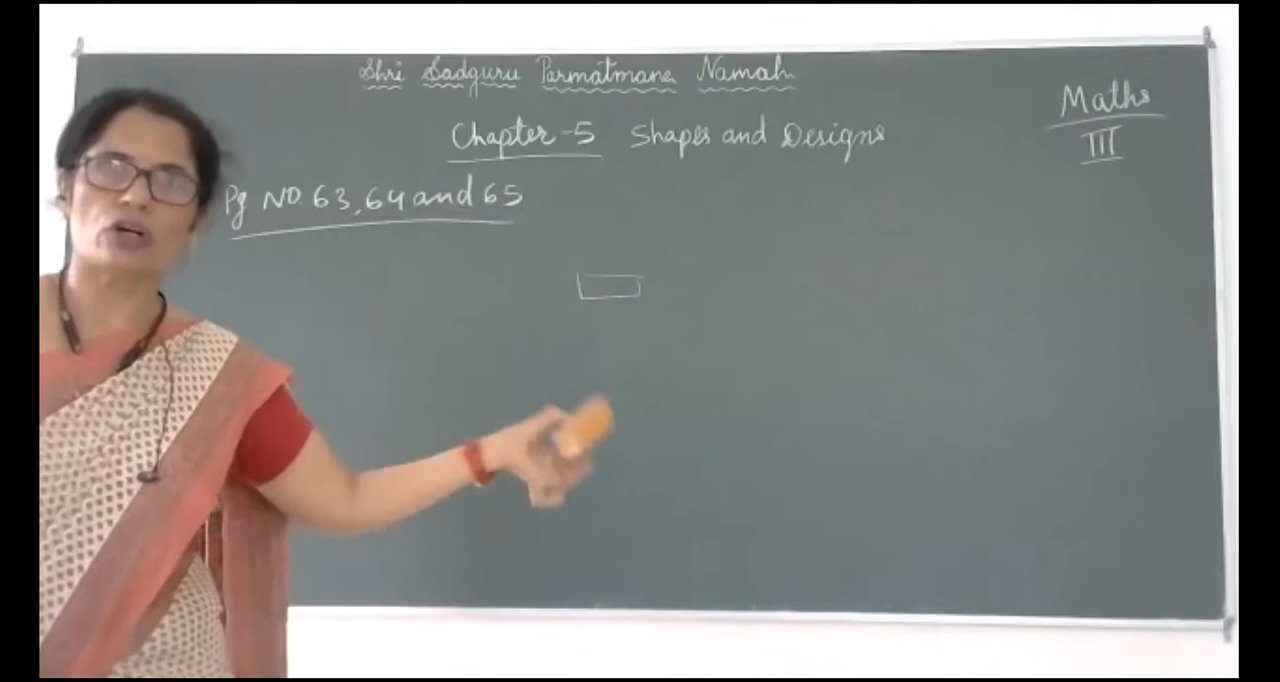 Shri Sadguru Parmatmane Namah
Maths
III
Chapter-5 Shapes and Designs
Pg NO 63, 64 and 65